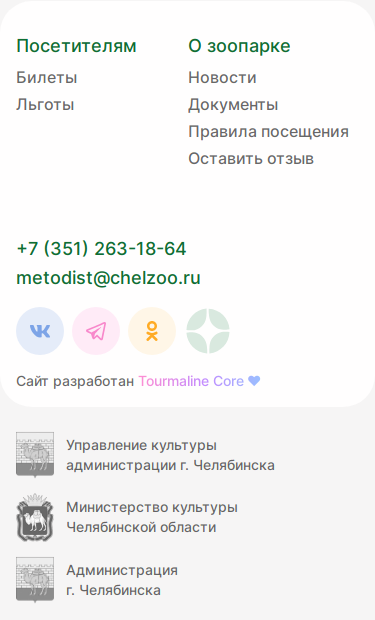 Посетителям
Билеты
Льготы
О зоопарке
Новости
Документы
Правила посещения
Оставить отзыв
+7 (351) 263-18-64
metodist@chelzoo.ru
Сайт разработан Tourmaline Core
Управление культуры
администрации г. Челябинска
Министерство культуры
Челябинской области
Администрация
г. Челябинска